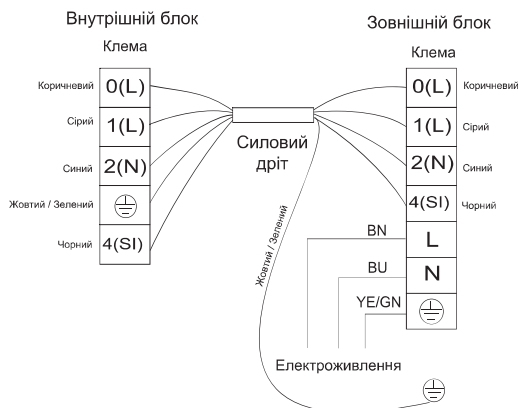 Внутрішній блок
Клема
Коричневий 0(L)
Сірий 1(L)
Синий 2(N)
Жовтий / Зелений
Чорний 4(SI)
Силовий
дріт
Жовтий / Зелений
Зовнішній блок
Клема
0(L) Коричневий
1(L) Сірий
2(N) Синий
4(SI) Чорний
BN L
BU N
YE/GN
Електроживлення